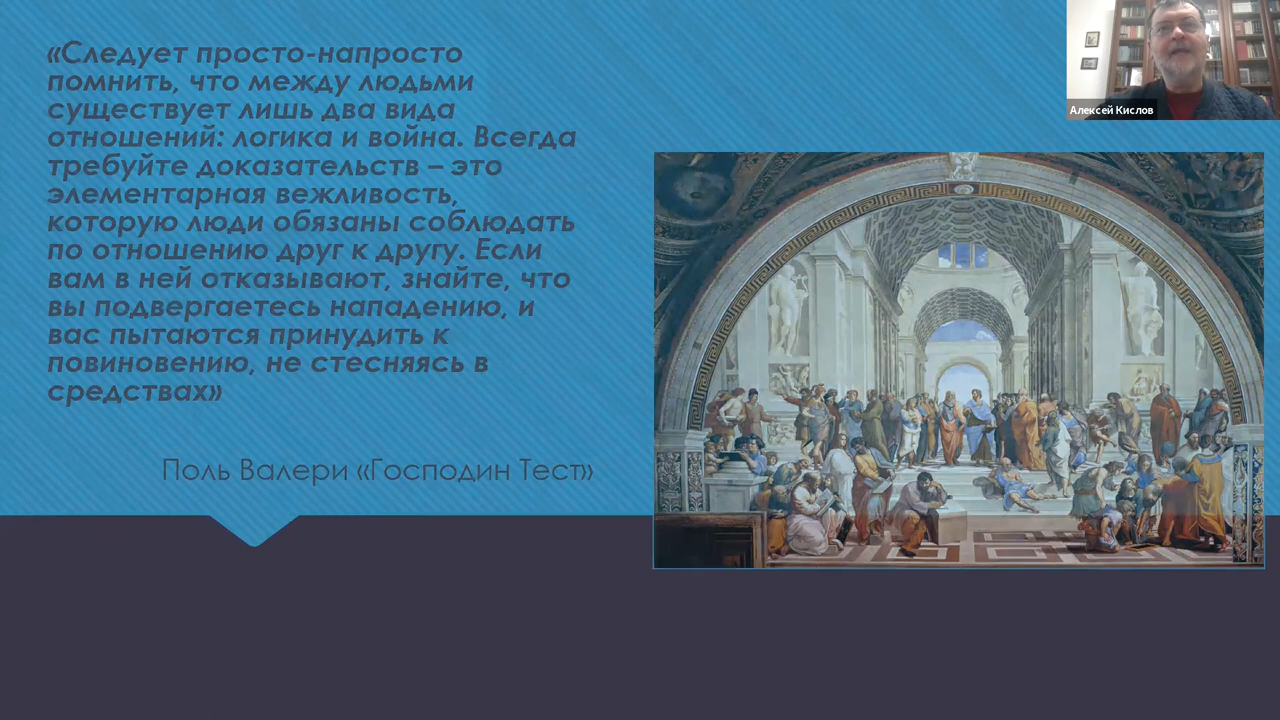 «Следует просто-напросто
помнить, что между людьми
существует лишь два вида
отношений: логика и война. Всегда
требуйте доказательств – это
элементарная вежливость,
которую люди обязаны соблюдать
по отношению друг к другу. Если
вам в ней отказывают, знайте, что
вы подвергаетесь нападению, и
вас пытаются принудить к
повиновению, не стесняясь в
средствах»
Поль Валери «Господин Тест»
Алексей Кислов